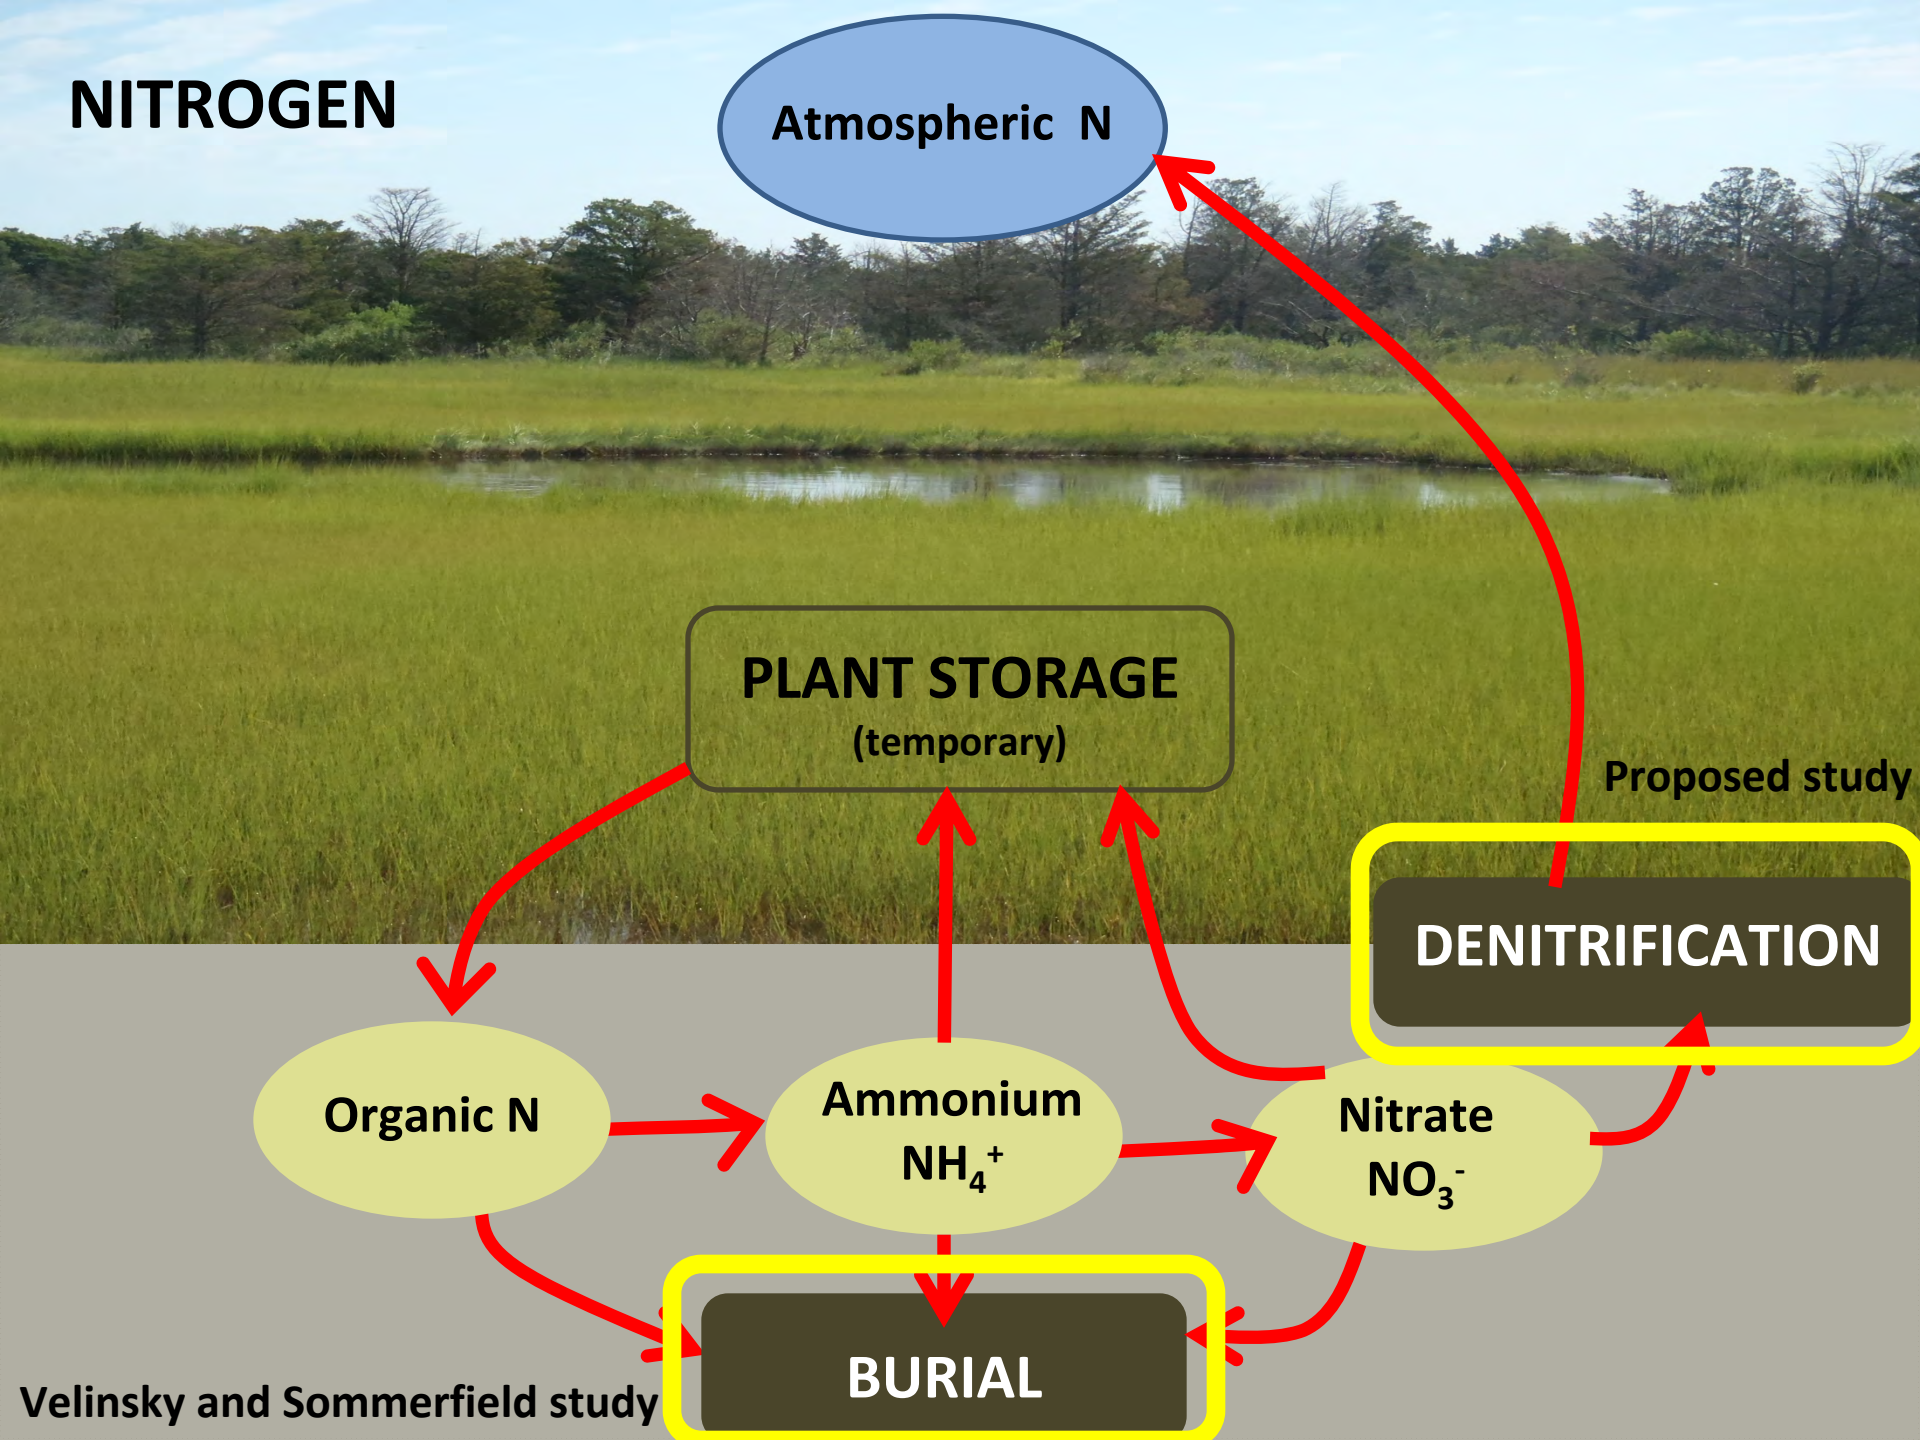 NITROGEN
Atmospheric  N
PLANT STORAGE
(temporary)
Proposed study
DENITRIFICATION
Organic N
Ammonium
NH₄⁺
Nitrate
NO₃⁻
BURIAL
Velinsky and Sommerfield study